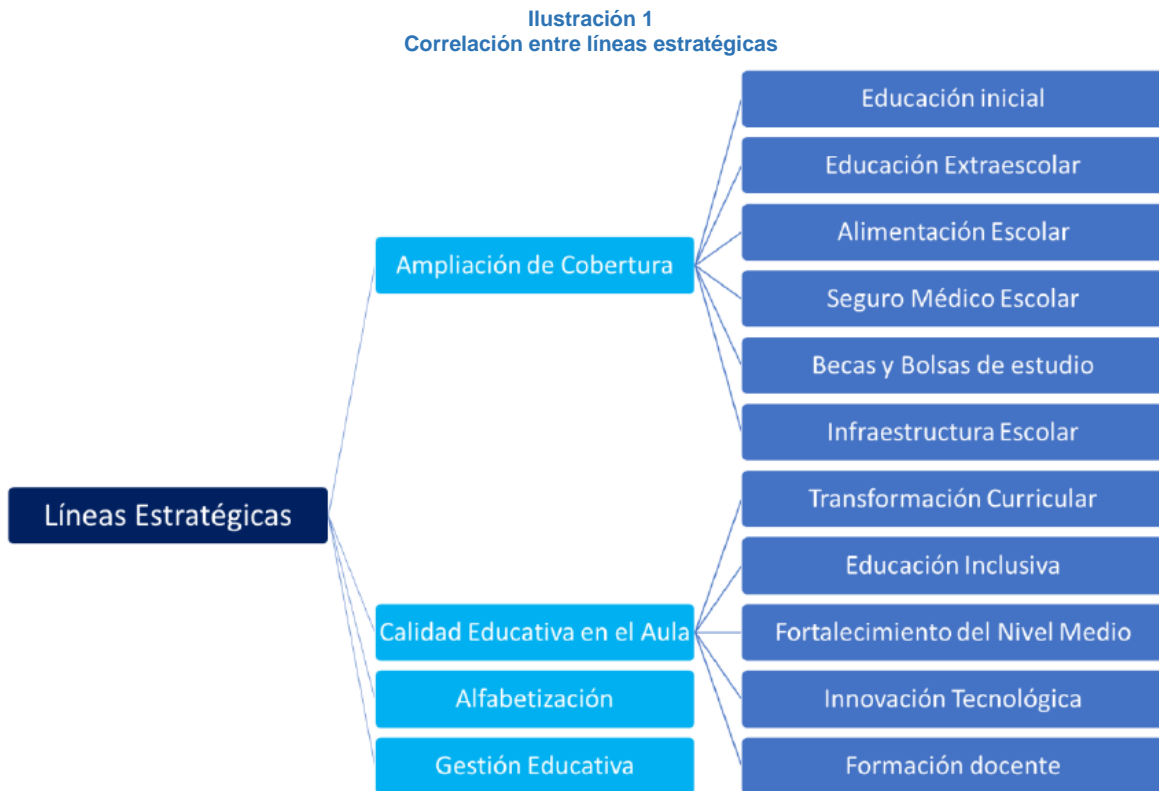 Ilustración 1
Correlación entre líneas estratégicas
Líneas Estratégicas
Ampliación de Cobertura
Educación inicial
Educación Extraescolar
Alimentación Escolar
Seguro Médico Escolar
Becas y Bolsas de estudio
Infraestructura Escolar
Calidad Educativa en el Aula
Transformación Curricular
Educación Inclusiva
Fortalecimiento del Nivel Medio
Innovación Tecnológica
Formación docente
Alfabetización
Gestión Educativa